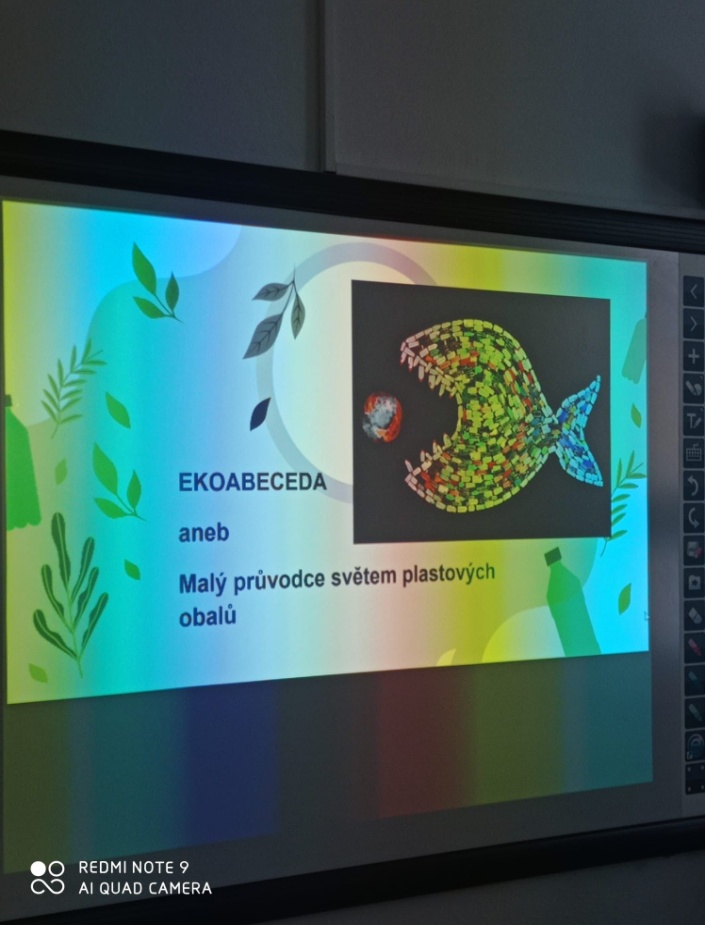 EKOABECEDA
aneb
Malý průvodce světem plastových
obalů
REDMI NOTE 9
AI QUAD CAMERA